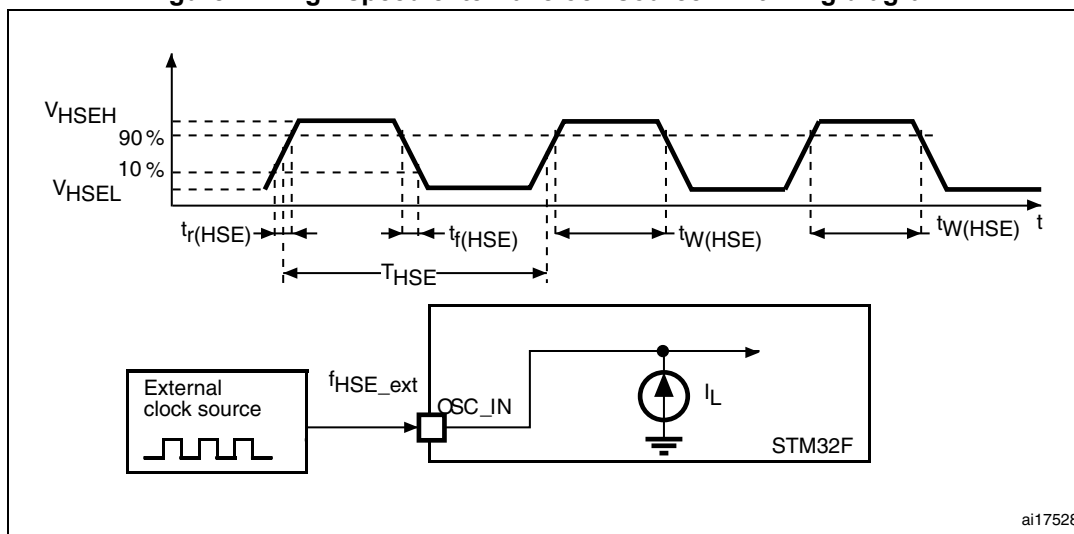 VHSEH
90 %
10 %
VHSEL
tr(HSE)
tf(HSE)
tW(HSE)
tW(HSE)
t
THSE
External
clock source
fHSE_ext
OSC_IN
IL
STM32F
ai17528